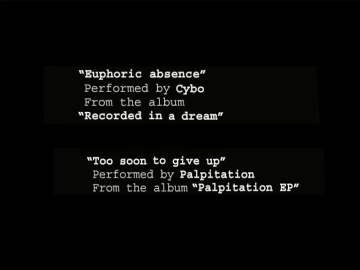 “Euphoric absence”
Performed by Cybo
From the album
“Recorded in a dream”
“Too soon to give up”
Performed by Palpitation
From the album “Palpitation EP”